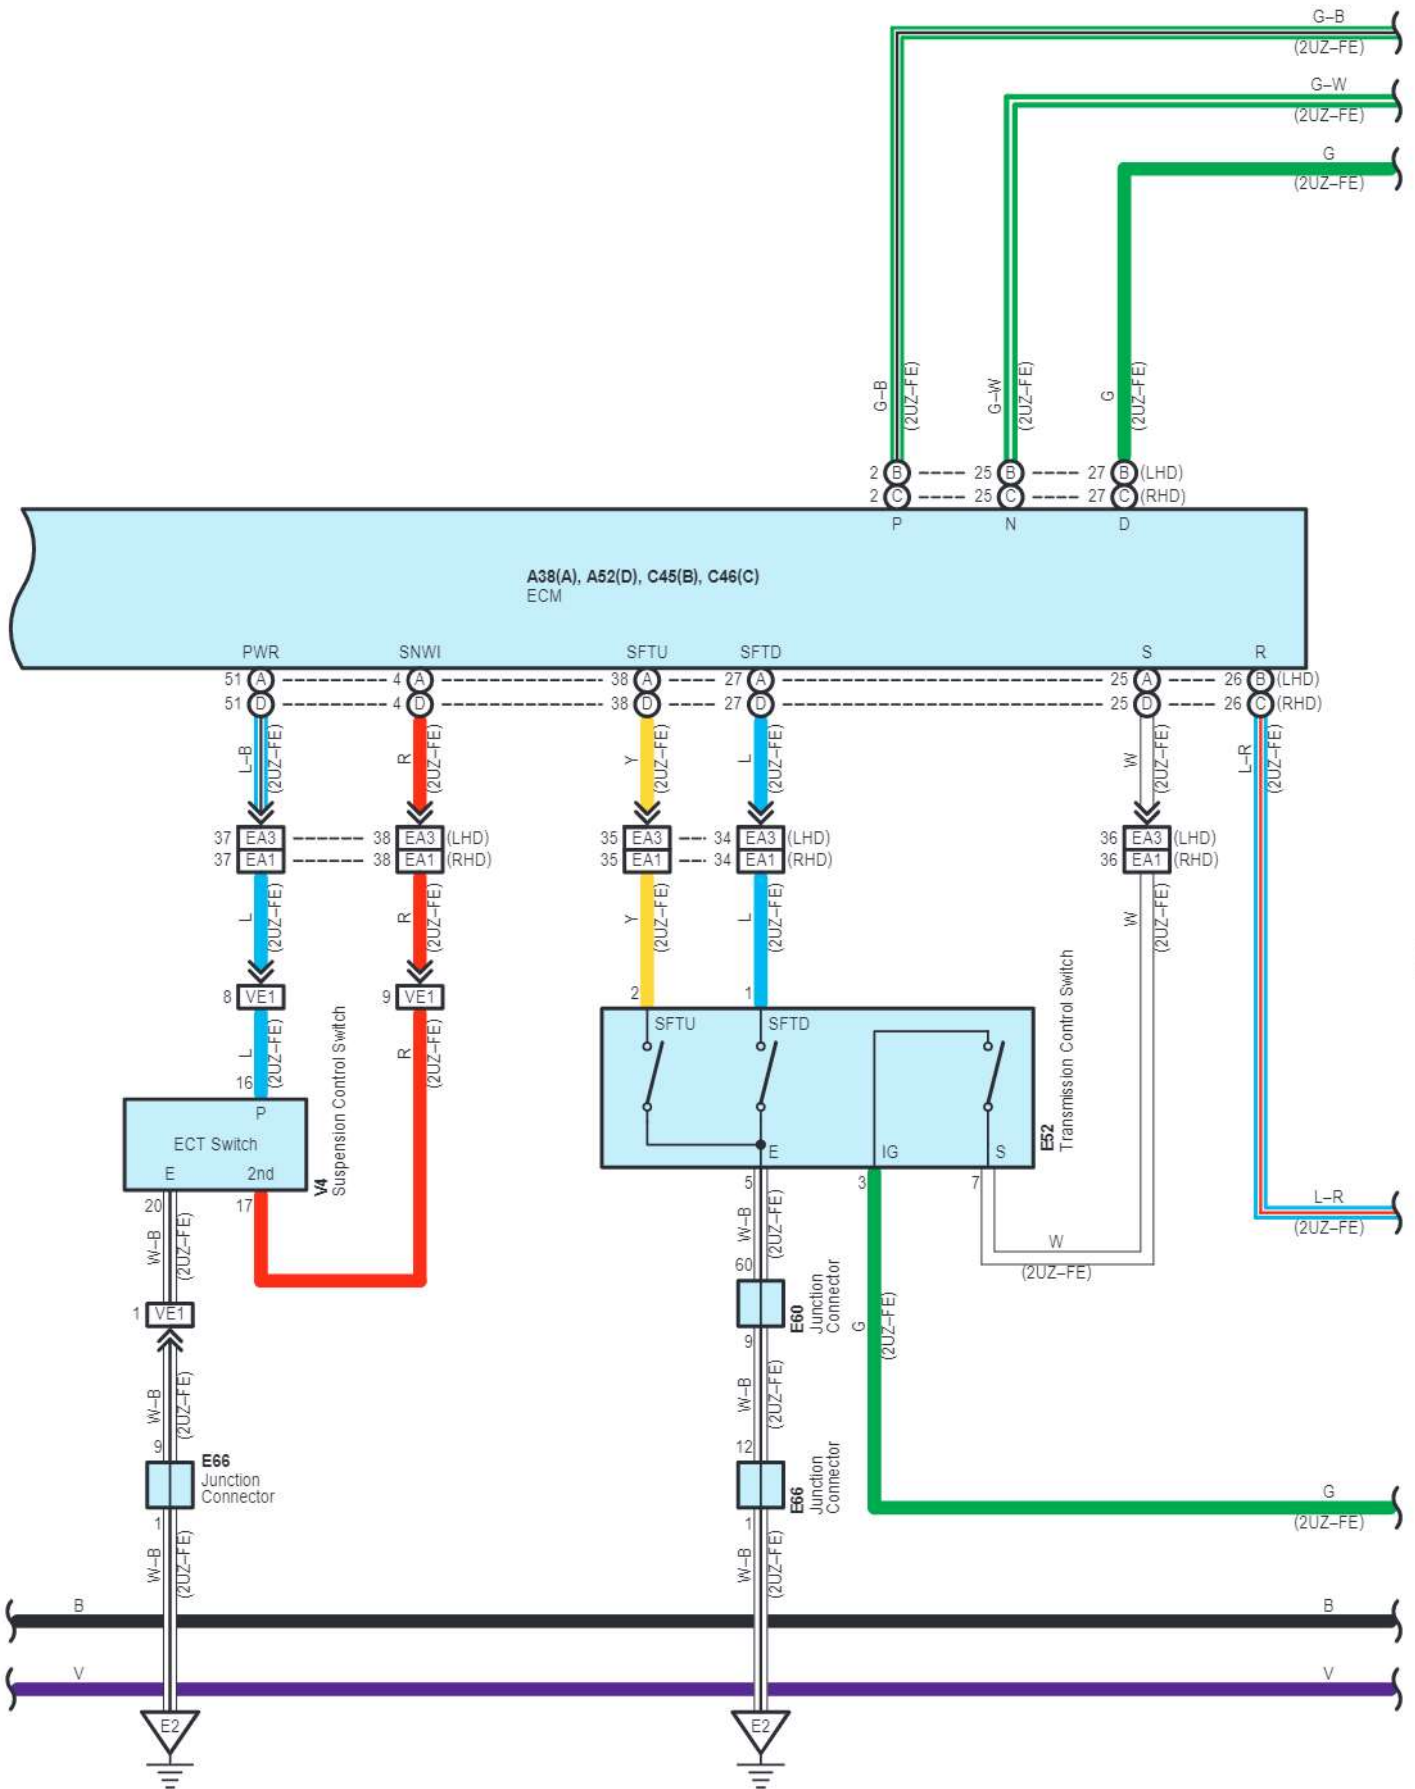 G–B
(2UZ–FE)
G–W
(2UZ–FE)
G
(2UZ–FE)
G–B
(2UZ–FE)
G–W
(2UZ–FE)
G
(2UZ–FE)
2 B 25 B 27 B (LHD)
2 C 25 C 27 C (RHD)
P N D
A38(A), A52(D), C45(B), C46(C)
ECM
PWR SNWI SFTU SFTD S R
51 A 4 A 38 A 27 A 25 A 26 B (LHD)
51 D 4 D 38 D 27 D 25 D 26 C (RHD)
L–B
(2UZ–FE)
R
(2UZ–FE)
Y
(2UZ–FE)
L
(2UZ–FE)
W
(2UZ–FE)
L–R
(2UZ–FE)
37 EA3 38 EA3 (LHD) 35 EA3 34 EA3 (LHD) 36 EA3 (LHD)
37 EA1 38 EA1 (RHD) 35 EA1 34 EA1 (RHD) 36 EA1 (RHD)
L
(2UZ–FE)
R
(2UZ–FE)
Y
(2UZ–FE)
L
(2UZ–FE)
W
(2UZ–FE)
8 VE1 9 VE1
2 1
L
(2UZ–FE)
R
(2UZ–FE)
SFTU SFTD
16
P
ECT Switch
E 2nd
V4
Suspension Control Switch
E IG S
E52
Transmission Control Switch
20 17
5 3 7
W–B
(2UZ–FE)
W–B
(2UZ–FE)
L–R
(2UZ–FE)
W
(2UZ–FE)
60
E60
Junction
Connector
9
1 VE1
G
(2UZ–FE)
W–B
(2UZ–FE)
W–B
(2UZ–FE)
9
E66
Junction
Connector
1
12
E66
Junction
Connector
1
G
(2UZ–FE)
W–B
(2UZ–FE)
W–B
(2UZ–FE)
B B
V V
E2 E2